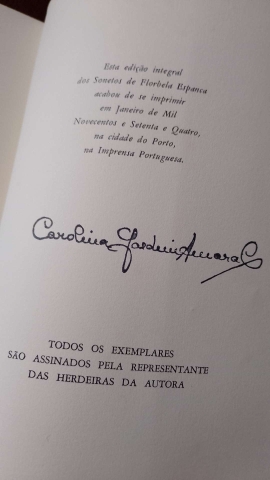 Esta edição integral
dos Sonetos de Florbela Espanca
acabou de se imprimir
em Janeiro de Mil
Novecentos e Setenta e Quatro,
na cidade do Porto,
na Imprensa Portuguesa.
Carolina Jardim Amaral
TODOS OS EXEMPLARES
SÃO ASSINADOS PELA REPRESENTANTE
DAS HERDEIRAS DA AUTORA